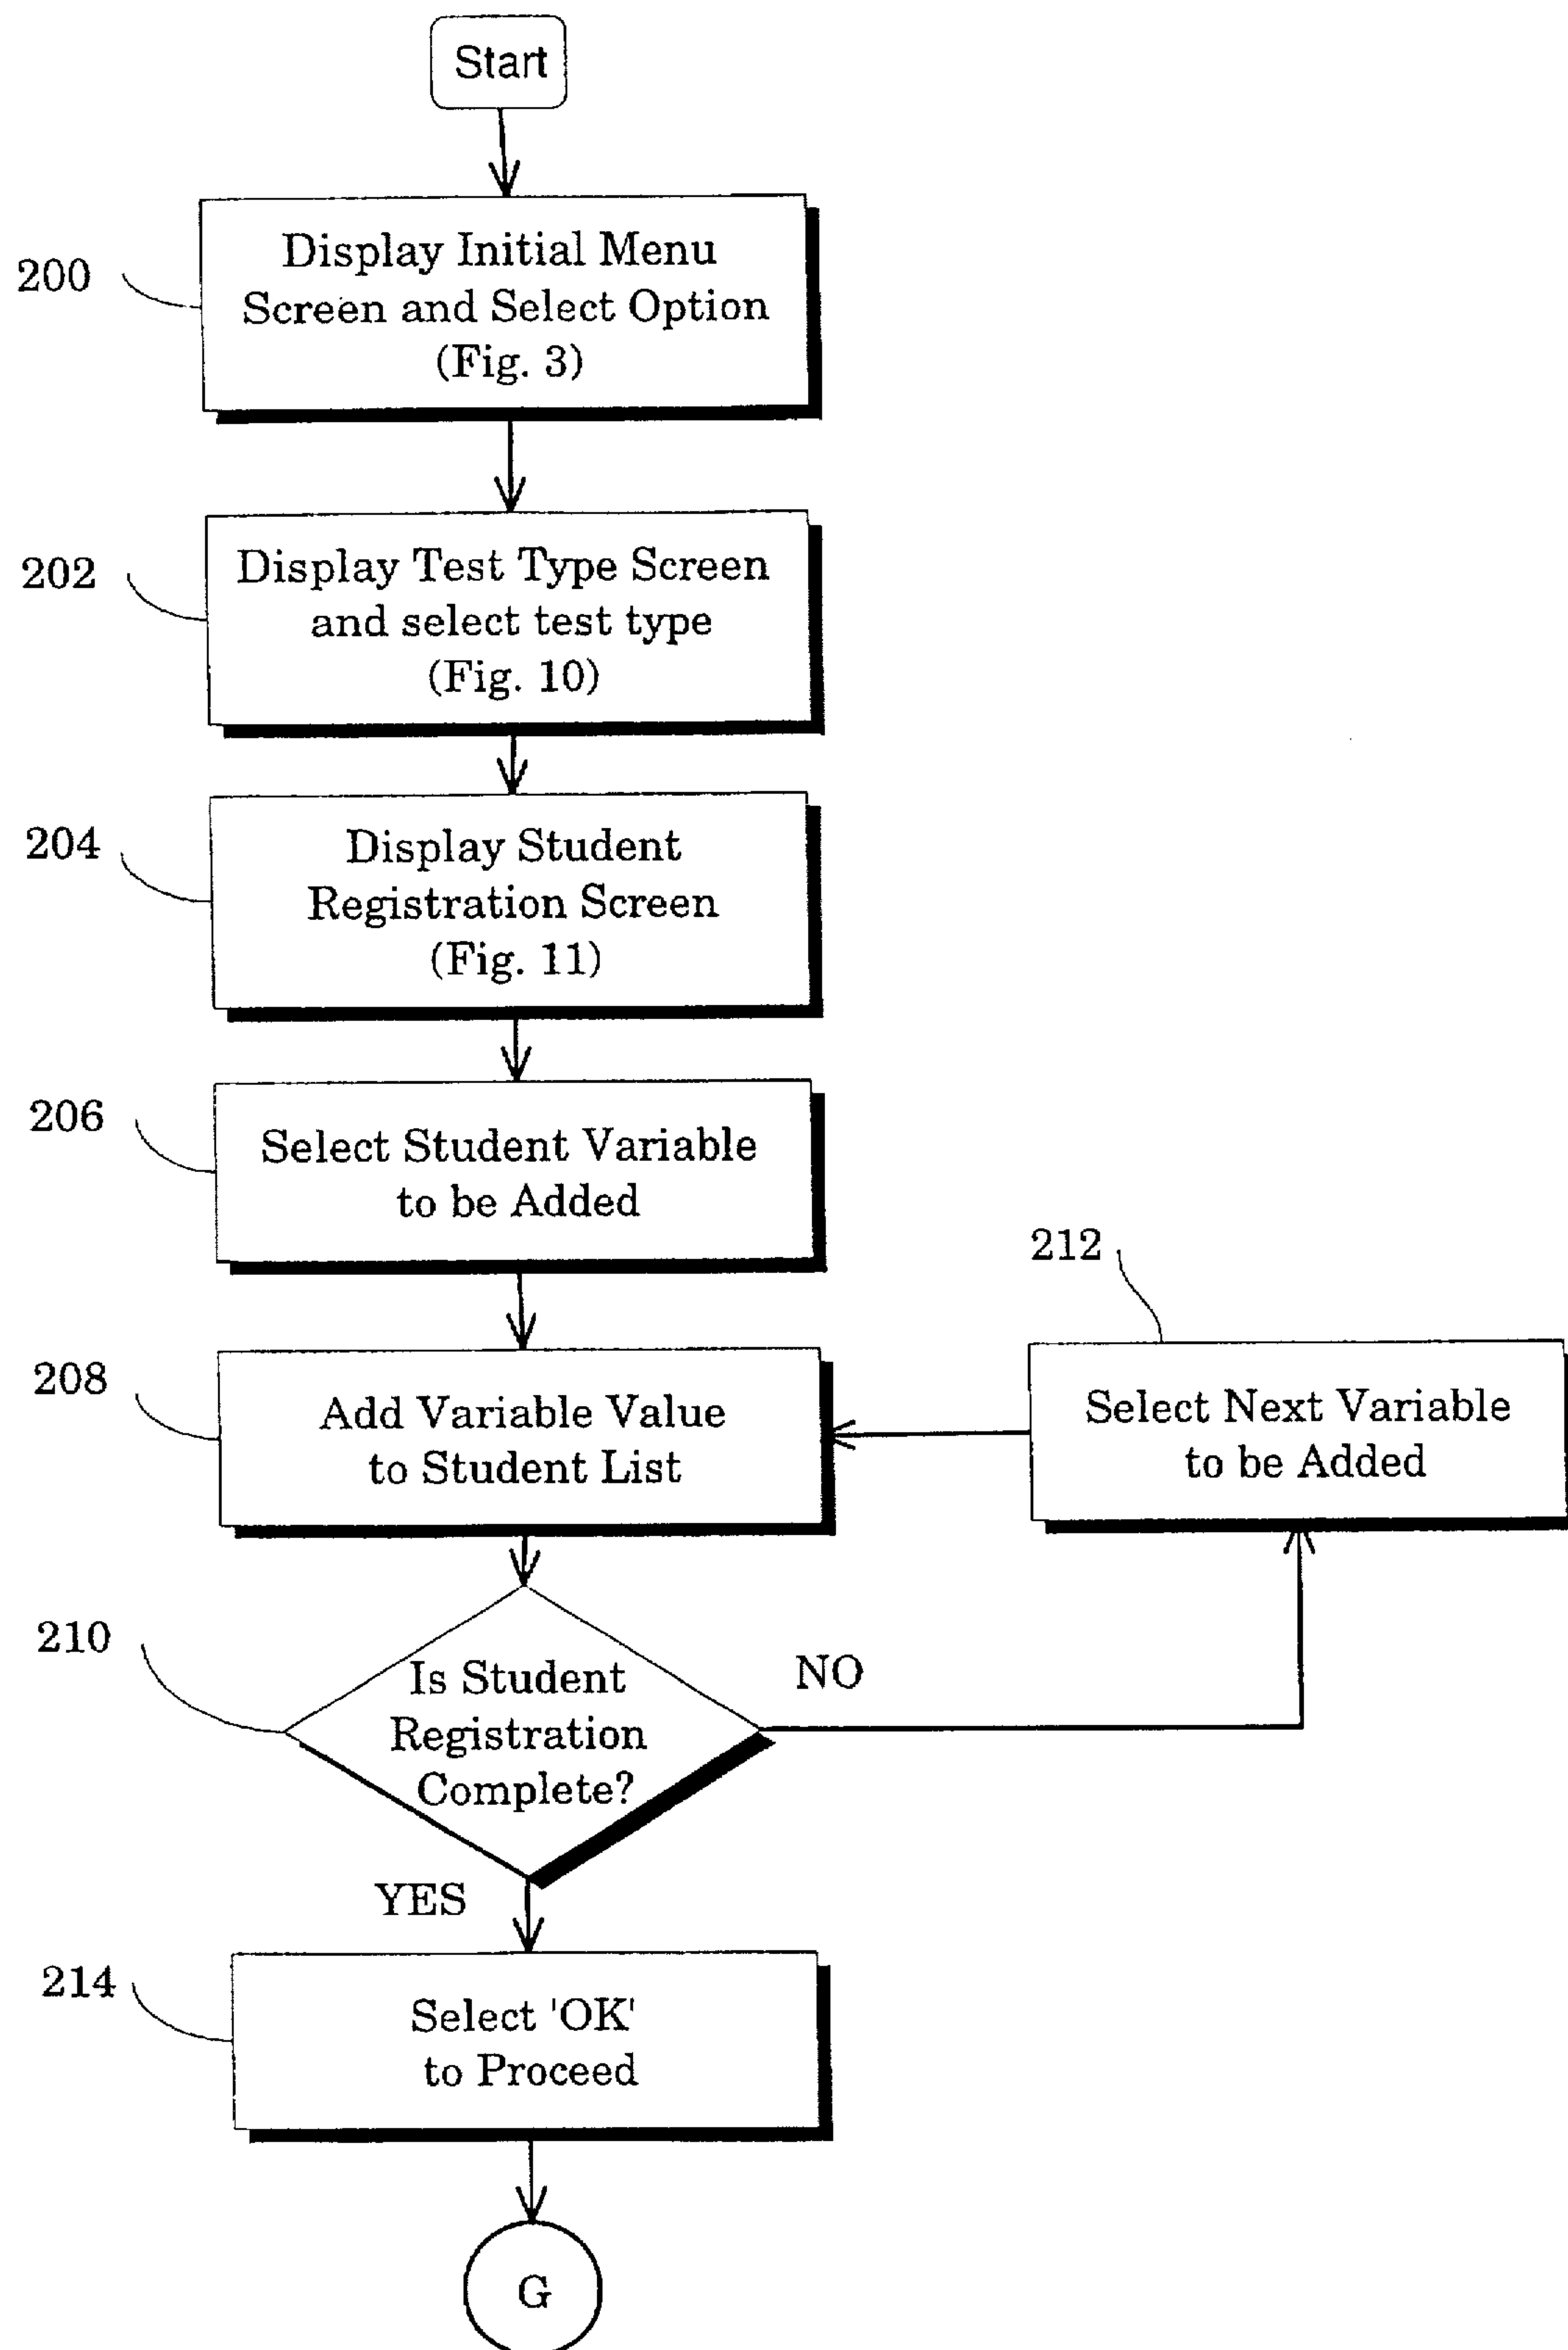 Start
200
Display Initial Menu
Screen and Select Option
(Fig. 3)
202
Display Test Type Screen
and select test type
(Fig. 10)
204
Display Student
Registration Screen
(Fig. 11)
206
Select Student Variable
to be Added
208
Add Variable Value
to Student List
212
Select Next Variable
to be Added
210
Is Student
Registration
Complete?
NO
YES
214
Select 'OK'
to Proceed
G